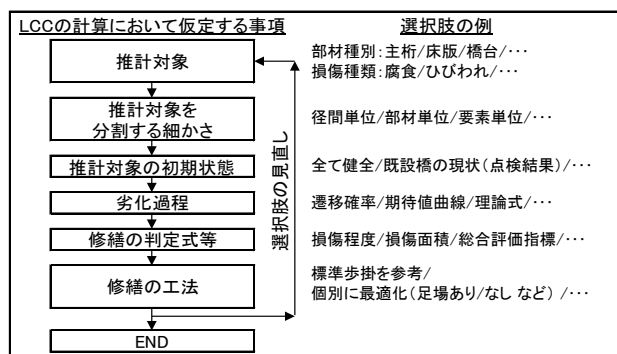 LCCの計算において仮定する事項
選択肢の例
推計対象
部材種別:主桁/床版/橋台/・・・
損傷種類:腐食/ひびわれ/・・・
推計対象を
分割する細かさ
径間単位/部材単位/要素単位/・・・
推計対象の初期状態
全て健全/既設橋の現状(点検結果)/・・・
劣化過程
遷移確率/期待値曲線/理論式/・・・
修繕の判定式等
損傷程度/損傷面積/総合評価指標/・・・
修繕の工法
標準歩掛を参考/
個別に最適化(足場あり/なし など) /・・・
END
選択肢の見直し